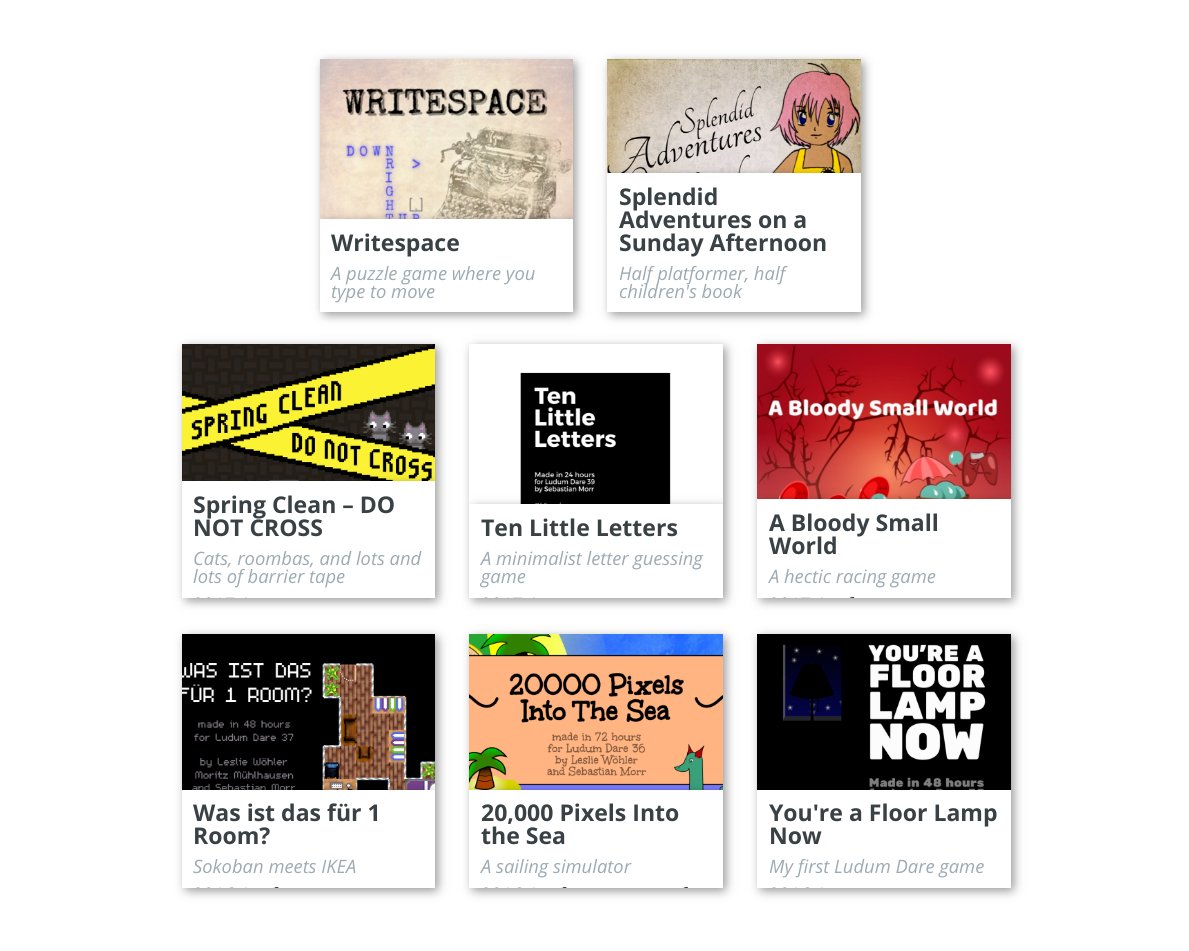 WRITESPACE
DOWN >
RIGHT
Writespace
A puzzle game where you
type to move
Splendid
Adventures
Splendid
Adventures on a
Sunday Afternoon
Half platformer, half
children's book
SPRING CLEAN
DO NOT CROSS
Spring Clean – DO
NOT CROSS
Cats, roombas, and lots and
lots of barrier tape
Ten
Little
Letters
Made in 24 hours
for Ludum Dare 39
by Sebastian Morr
Ten Little Letters
A minimalist letter guessing
game
A Bloody Small World
A Bloody Small
World
A hectic racing game
WAS IST DAS
FÜR 1 ROOM?
made in 48 hours
for Ludum Dare 37
by Leslie Wöhler
Moritz Mühlhausen
and Sebastian Morr
Was ist das für 1
Room?
Sokoban meets IKEA
20000 Pixels
Into The Sea
made in 72 hours
for Ludum Dare 36
by Leslie Wöhler
and Sebastian Morr
20,000 Pixels Into
the Sea
A sailing simulator
YOU'RE A
FLOOR
LAMP
NOW
Made in 48 hours
You're a Floor Lamp
Now
My first Ludum Dare game